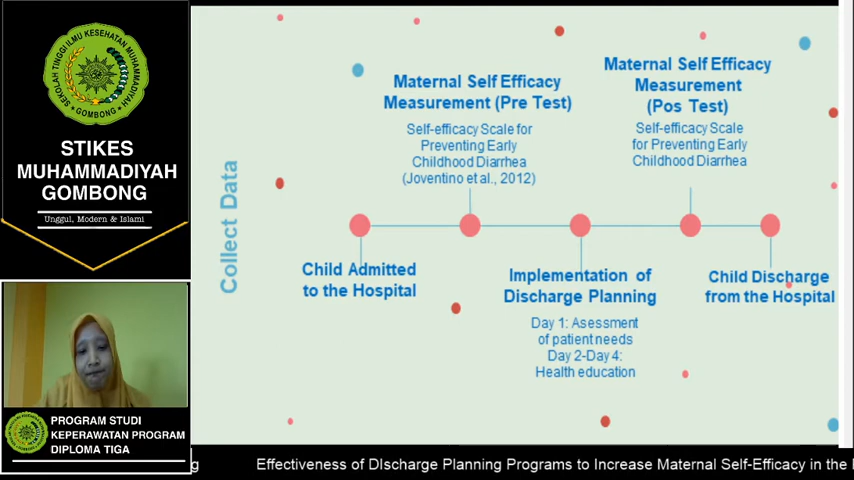 SEKOLAH TINGGI ILMU KESEHATAN MUHAMMADIYAH
GOMBONG
STIKES
MUHAMMADIYAH
GOMBONG
Unggul, Modern & Islami
PROGRAM STUDI
KEPERAWATAN PROGRAM
DIPLOMA TIGA
Collect Data
Maternal Self Efficacy
Measurement (Pre Test)
Self-efficacy Scale for
Preventing Early
Childhood Diarrhea
(Joventino et al., 2012)
Maternal Self Efficacy
Measurement
(Pos Test)
Self-efficacy Scale
for Preventing Early
Childhood Diarrhea
Child Admitted
to the Hospital
Implementation of
Discharge Planning
Day 1: Asessment
of patient needs
Day 2-Day 4:
Health education
Child Discharge
from the Hospital
Effectiveness of DIscharge Planning Programs to Increase Maternal Self-Efficacy in the